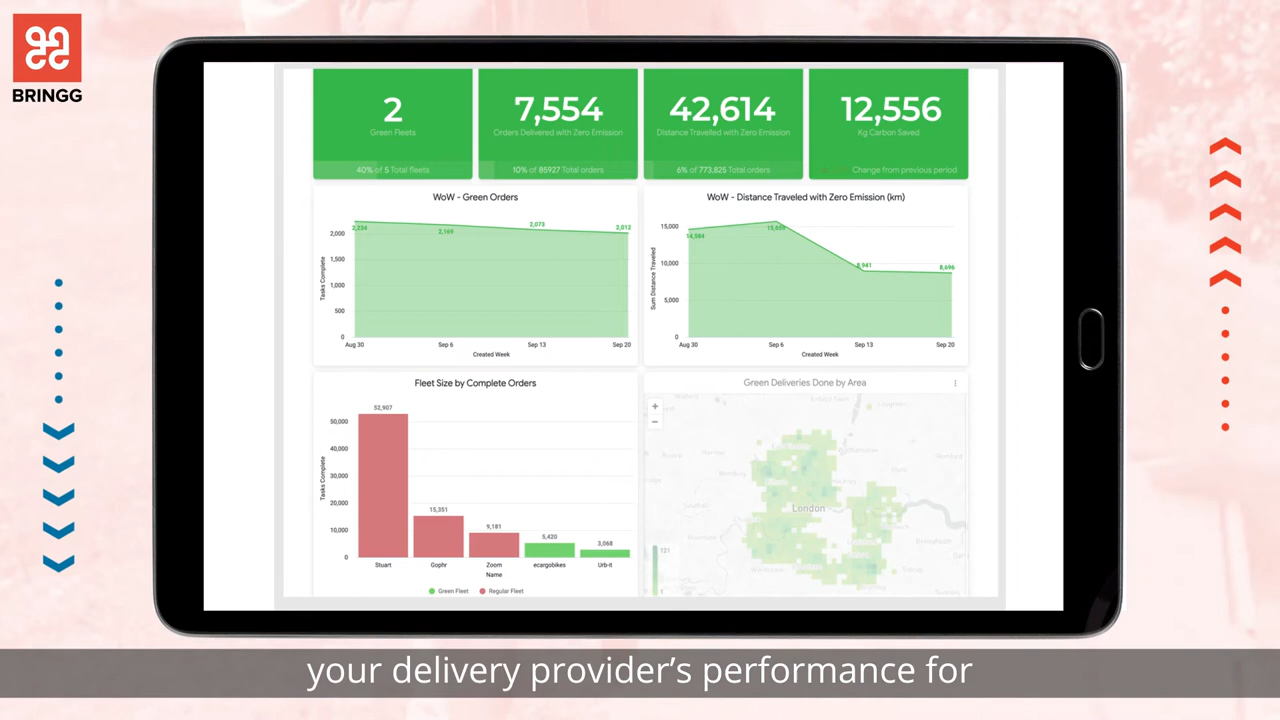 BRINGG
2
Green Fleets
40% of 5 Total fleets
7,554
Orders Delivered with Zero Emission
10% of 85927 Total orders
42,614
Distance Travelled with Zero Emission
6% of 773,825 Total orders
12,556
Kg Carbon Saved
Change from previous period
WoW - Green Orders
2,234
2,169
2,073
2,012
2,000
1,500
1,000
500
0
Tasks Complete
Aug 30
Sep 6
Sep 13
Sep 20
Created Week
WoW - Distance Traveled with Zero Emission (km)
14,584
8,941
8,696
15,000
10,000
5,000
0
Sum Distance Traveled
Aug 30
Sep 6
Sep 13
Sep 20
Created Week
Fleet Size by Complete Orders
52,907
15,351
9,181
5,420
3,068
50,000
40,000
30,000
20,000
10,000
0
Tasks Complete
Stuart
Gophr
Zoom
ecargobikes
Urb-it
Name
Green Fleet
Regular Fleet
Green Deliveries Done by Area
+
−
London
121
1
your delivery provider’s performance for